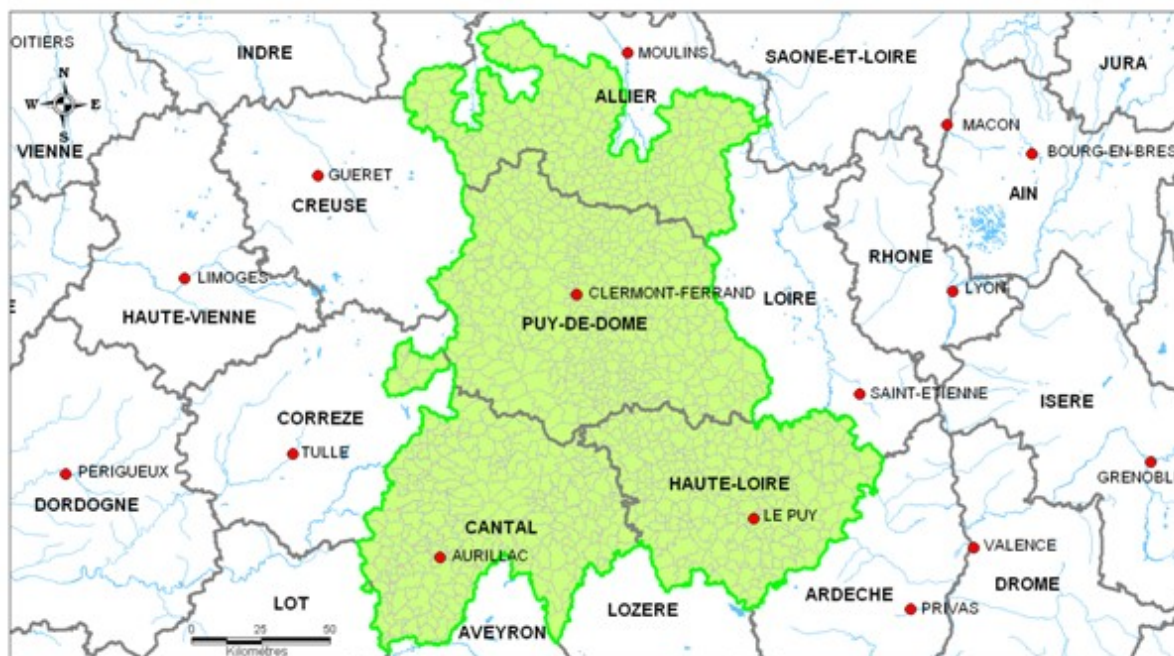 OITIERS
INDRE
MOULINS
SAONE-ET-LOIRE
JURA
N
W E
S
ALLIER
MACON
VIENNE
BOURG-EN-BRES
GUERET
CREUSE
AIN
RHONE
LIMOGES
CLERMONT-FERRAND
LOIRE
LYON
E
HAUTE-VIENNE
PUY-DE-DOME
SAINT-ETIENNE
ISERE
CORREZE
TULLE
PERIGUEUX
GRENOBL
HAUTE-LOIRE
DORDOGNE
LE PUY
CANTAL
AURILLAC
VALENCE
DROME
ARDECHE
LOT
LOZERE
PRIVAS
AVEYRON
0 25 50
Kilomètres